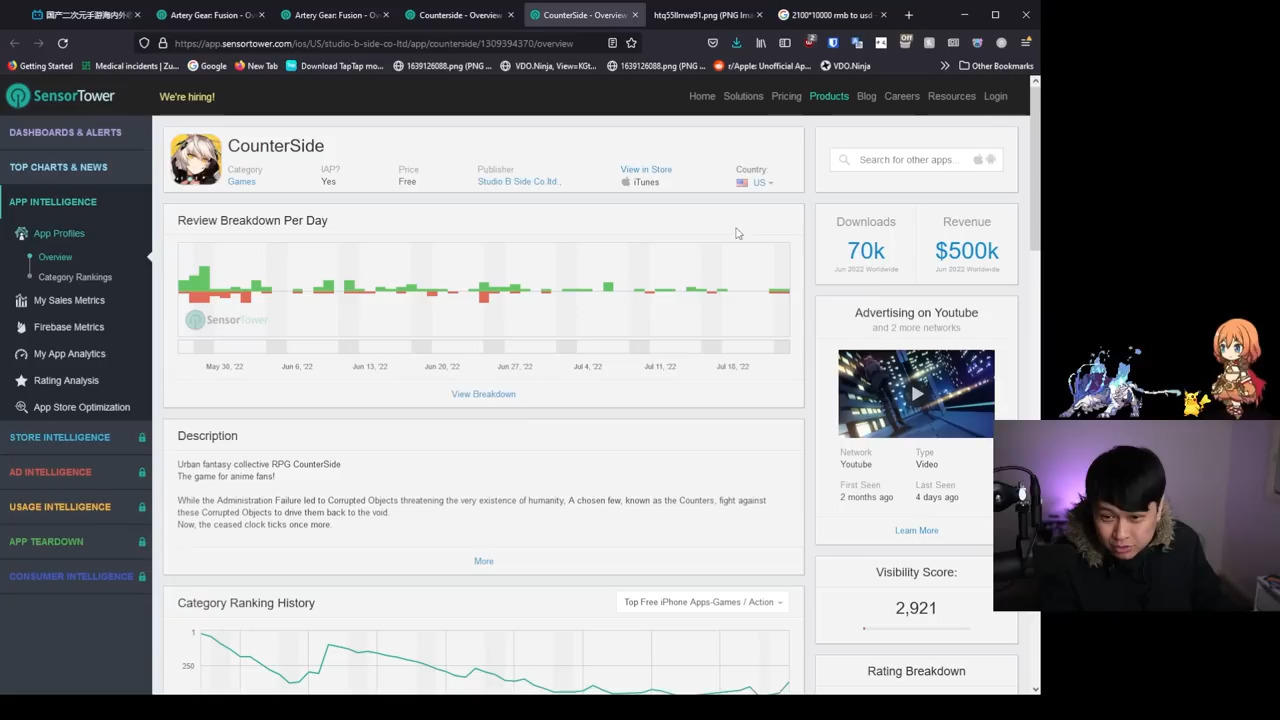 国产二次元手游海内外收
Artery Gear: Fusion - Ov
Artery Gear: Fusion - Ov
Counterside - Overview
CounterSide - Overview
htq55llrwa91.png (PNG Ima
2100*10000 rmb to usd
https://app.sensortower.com/ios/US/studio-b-side-co-ltd/app/counterside/1309394370/overview
Getting Started
Medical incidents | Zu...
Google
New Tab
Download TapTap mo...
1639126088.png (PNG ...
VDO.Ninja, View=KGt...
1639126088.png (PNG ...
r/Apple: Unofficial Ap...
VDO.Ninja
Other Bookmarks
SensorTower
We're hiring!
Home
Solutions
Pricing
Products
Blog
Careers
Resources
Login
DASHBOARDS & ALERTS
TOP CHARTS & NEWS
APP INTELLIGENCE
App Profiles
Overview
Category Rankings
My Sales Metrics
Firebase Metrics
My App Analytics
Rating Analysis
App Store Optimization
STORE INTELLIGENCE
AD INTELLIGENCE
USAGE INTELLIGENCE
APP TEARDOWN
CONSUMER INTELLIGENCE
CounterSide
Category
Games
IAP?
Yes
Price
Free
Publisher
Studio B Side Co.ltd.,
View in Store
iTunes
Country:
US
Search for other apps...
Review Breakdown Per Day
SensorTower
May 30, '22
Jun 6, '22
Jun 13, '22
Jun 20, '22
Jun 27, '22
Jul 4, '22
Jul 11, '22
Jul 18, '22
View Breakdown
Description
Urban fantasy collective RPG CounterSide
The game for anime fans!
While the Administration Failure led to Corrupted Objects threatening the very existence of humanity, A chosen few, known as the Counters, fight against
these Corrupted Objects to drive them back to the void.
Now, the ceased clock ticks once more.
More
Category Ranking History
Top Free iPhone Apps-Games / Action
1
250
Downloads
70k
Jun 2022 Worldwide
Revenue
$500k
Jun 2022 Worldwide
Advertising on Youtube
and 2 more networks
Network
Youtube
Type
Video
First Seen
2 months ago
Last Seen
4 days ago
Learn More
Visibility Score:
2,921
Rating Breakdown